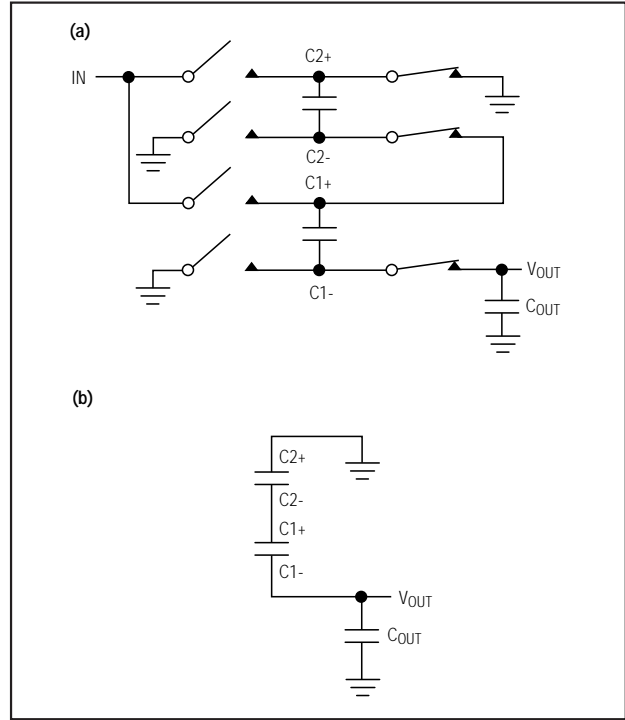 (a)
C2+
IN
C2-
C1+
C1-
VOUT
COUT
(b)
C2+
C2-
C1+
C1-
VOUT
COUT